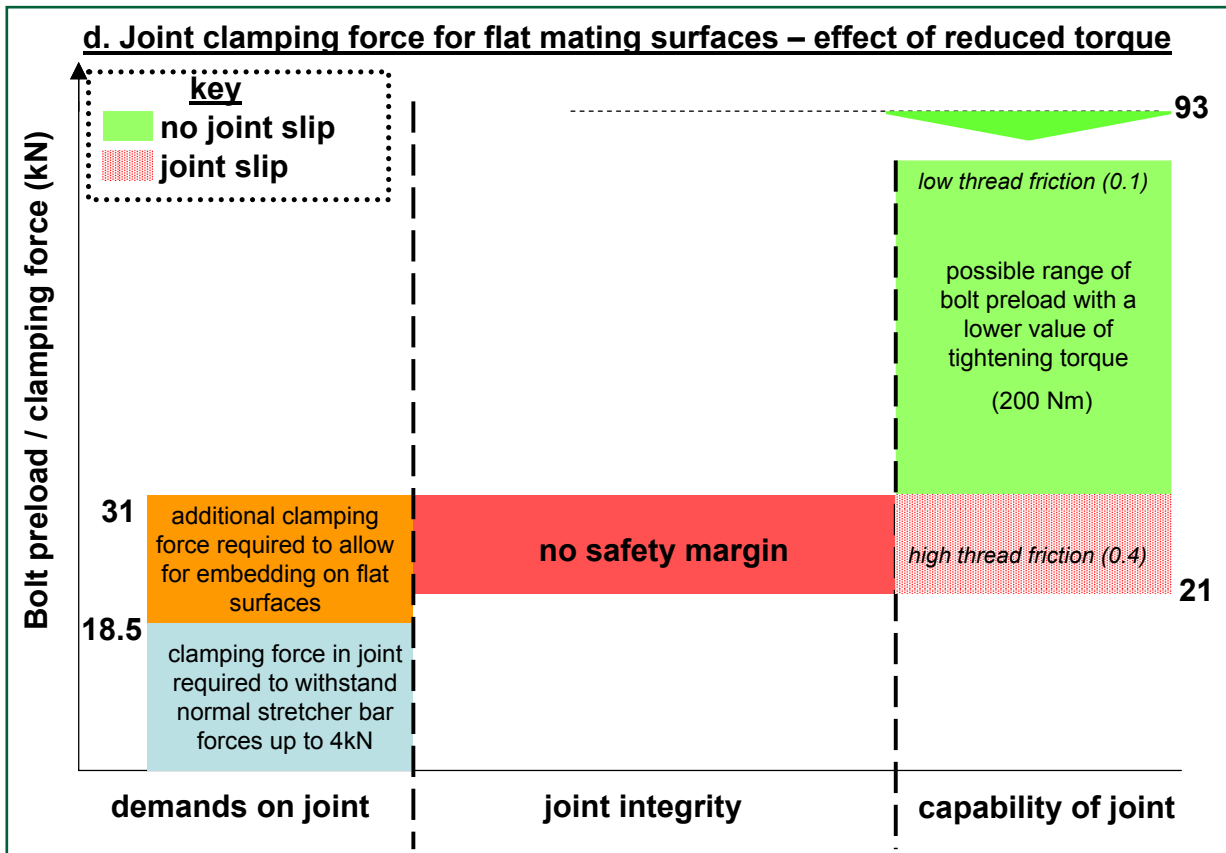 d. Joint clamping force for flat mating surfaces – effect of reduced torque
key
no joint slip
joint slip
Bolt preload / clamping force (kN)
93
low thread friction (0.1)
possible range of
bolt preload with a
lower value of
tightening torque
(200 Nm)
31
additional clamping
force required to allow
for embedding on flat
surfaces
no safety margin
high thread friction (0.4)
21
18.5
clamping force in joint
required to withstand
normal stretcher bar
forces up to 4kN
demands on joint
joint integrity
capability of joint